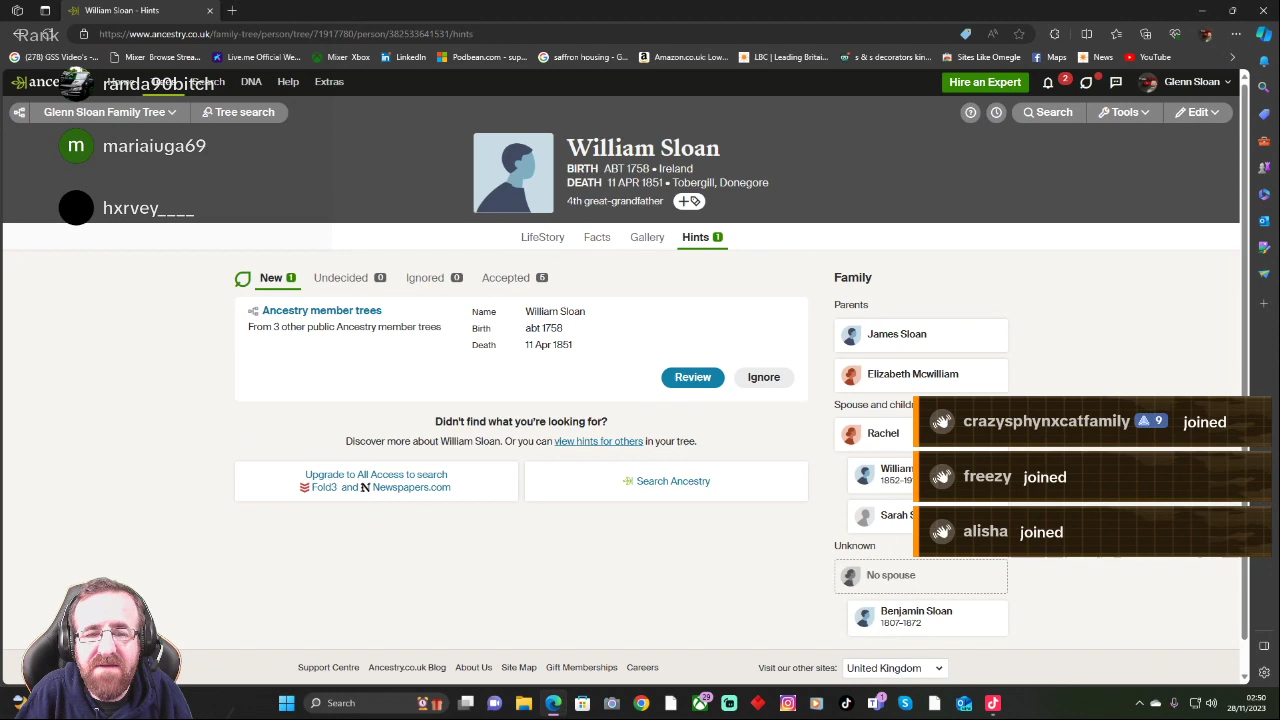 William Sloan - Hints
Rank
https://www.ancestry.co.uk/family-tree/person/tree/71917780/person/382533641531/hints
(278) GSS Video's -...
Mixer Browse Stre...
Live.me Official We...
Mixer Xbox
LinkedIn
Podbean.com - sup...
saffron housing - G...
Amazon.co.uk Low...
LBC | Leading Britai...
s & s decorators kin...
Sites Like Omegle
Maps
News
YouTube
DNA
Help
Extras
Hire an Expert
2
Glenn Sloan
randa90bitch
Glenn Sloan Family Tree
Tree search
Search
Tools
Edit
m
mariaiuga69
hxrvey____
William Sloan
BIRTH ABT 1758 • Ireland
DEATH 11 APR 1851 • Tobergill, Donegore
4th great-grandfather
LifeStory
Facts
Gallery
Hints 1
New 1
Undecided 0
Ignored 0
Accepted 5
Ancestry member trees
From 3 other public Ancestry member trees
Name William Sloan
Birth abt 1758
Death 11 Apr 1851
Review
Ignore
Didn't find what you're looking for?
Discover more about William Sloan. Or you can view hints for others in your tree.
Upgrade to All Access to search
Fold3 and Newspapers.com
Search Ancestry
Family
Parents
James Sloan
Elizabeth Mcwilliam
Spouse and
Rachel
William
Sarah
Unknown
No spouse
Benjamin Sloan
1807–1872
crazysphynxcatfamily 9 joined
freezy joined
alisha joined
Support Centre
Ancestry.co.uk Blog
About Us
Site Map
Gift Memberships
Careers
Visit our other sites:
United Kingdom
Search
29
1
02:50
28/11/2023